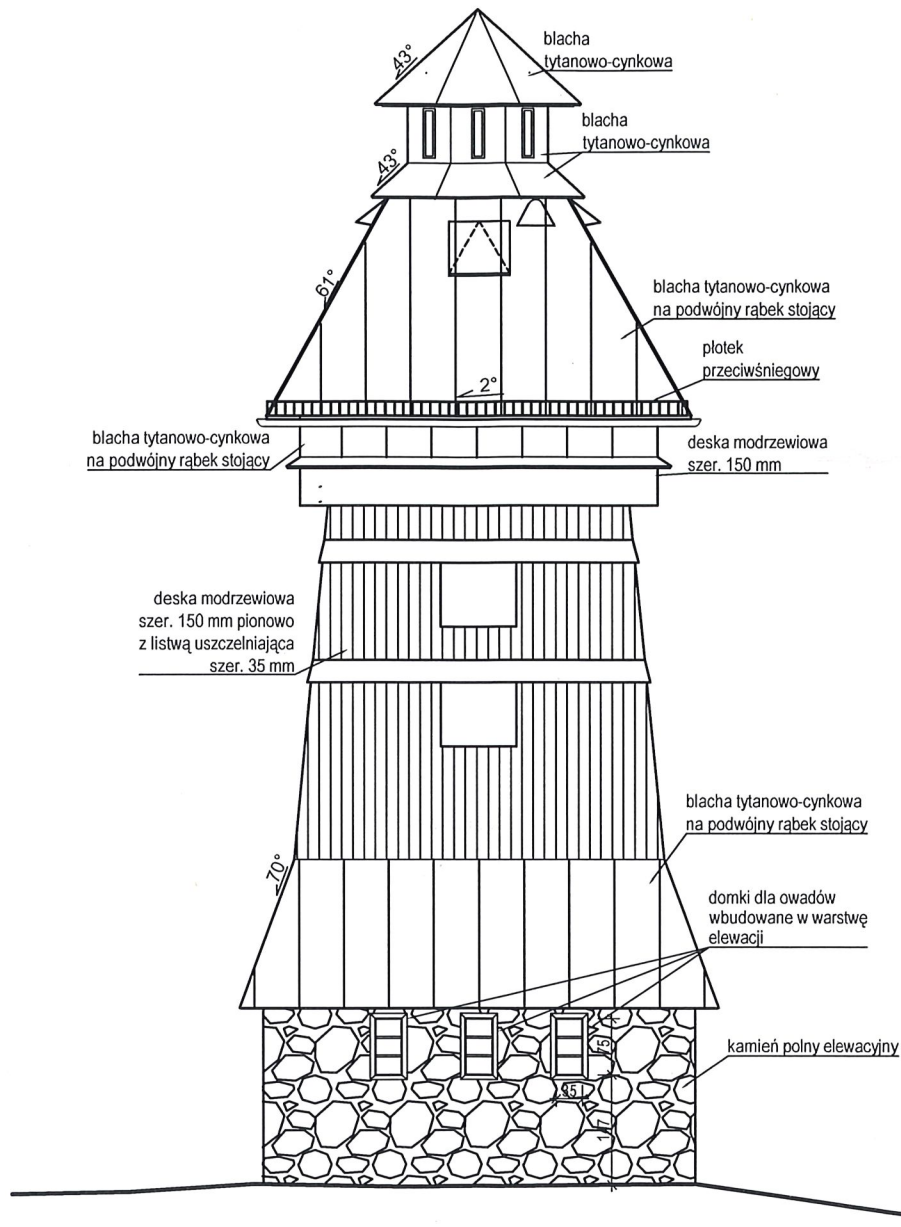 43°
blacha
tytanowo-cynkowa
blacha
tytanowo-cynkowa
43°
61°
blacha tytanowo-cynkowa
na podwójny rąbek stojący
płotek
przeciwśniegowy
2°
blacha tytanowo-cynkowa
na podwójny rąbek stojący
deska modrzewiowa
szer. 150 mm
deska modrzewiowa
szer. 150 mm pionowo
z listwą uszczelniająca
szer. 35 mm
blacha tytanowo-cynkowa
na podwójny rąbek stojący
70°
domki dla owadów
wbudowane w warstwę
elewacji
75
kamień polny elewacyjny
35